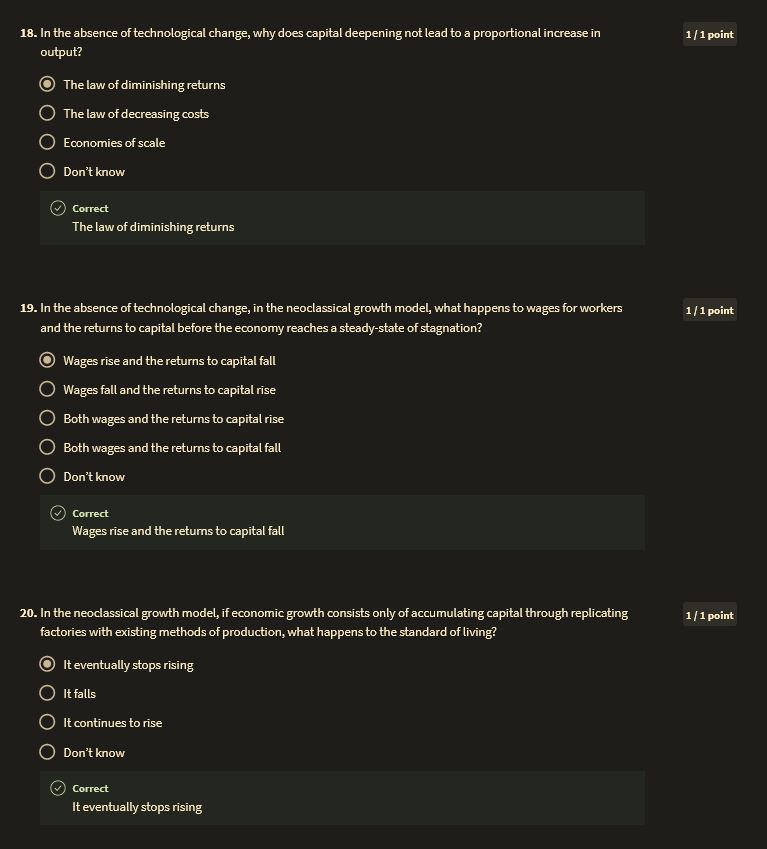 18. In the absence of technological change, why does capital deepening not lead to a proportional increase in
output?
1 / 1 point
The law of diminishing returns
The law of decreasing costs
Economies of scale
Don't know
Correct
The law of diminishing returns
19. In the absence of technological change, in the neoclassical growth model, what happens to wages for workers
and the returns to capital before the economy reaches a steady-state of stagnation?
1 / 1 point
Wages rise and the returns to capital fall
Wages fall and the returns to capital rise
Both wages and the returns to capital rise
Both wages and the returns to capital fall
Don't know
Correct
Wages rise and the returns to capital fall
20. In the neoclassical growth model, if economic growth consists only of accumulating capital through replicating
factories with existing methods of production, what happens to the standard of living?
1 / 1 point
It eventually stops rising
It falls
It continues to rise
Don't know
Correct
It eventually stops rising